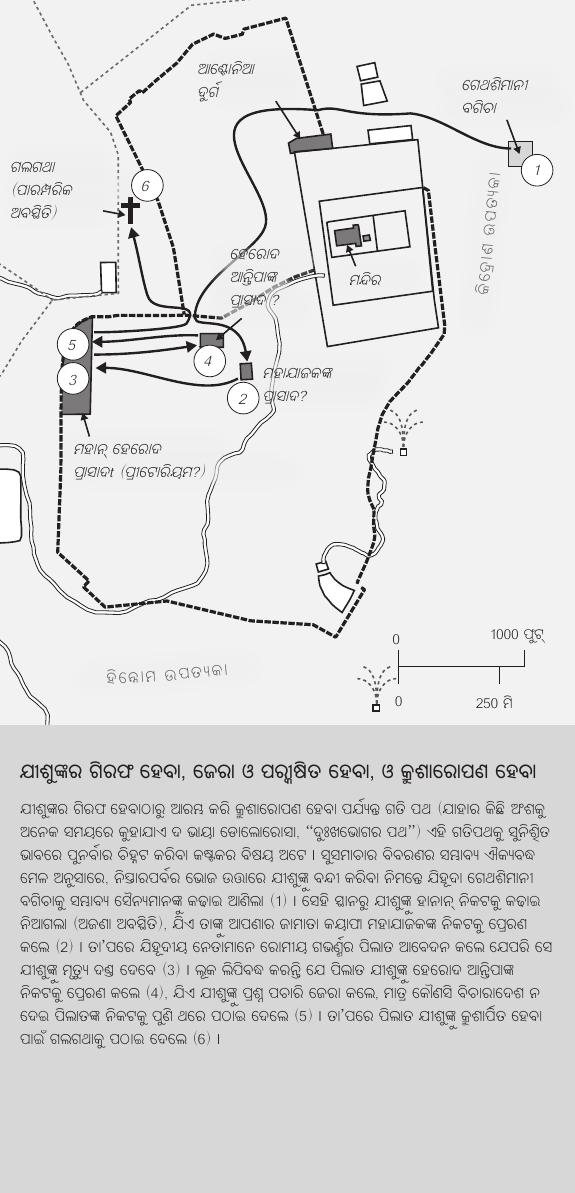 ଆଣ୍ଟୋନିଆ
ଦୁର୍ଗ
ଗେଥଶିମାନୀ
ବଗିଚା
1
ଗଲଗଥା
(ପାରମ୍ପରିକ
ଅବସ୍ଥିତି)
6
କିଦ୍ରୋଣ ଉପତ୍ୟକା
ହେରୋଦ
ଆନ୍ତିପାଙ୍କ
ପ୍ରାସାଦ ?
ମନ୍ଦିର
5
4
3
2
ମହାଯାଜକଙ୍କ
ପ୍ରାସାଦ?
ମହାନ୍ ହେରୋଦ
ପ୍ରାସାଦt (ପ୍ରୀଟୋରିୟମ?)
ହିନ୍ନୋମ ଉପତ୍ୟକା
0
1000 ଫୁଟ୍
0
250 ମି
ଯୀଶୁଙ୍କର ଗିରଫ ହେବା, ଜେରା ଓ ପରୀକ୍ଷିତ ହେବା, ଓ କ୍ରୁଶାରୋପଣ ହେବା
ଯୀଶୁଙ୍କର ଗିରଫ ହେବାଠାରୁ ଆରମ୍ଭ କରି କ୍ରୁଶାରୋପଣ ହେବା ପର୍ଯ୍ୟନ୍ତ ଗତି ପଥ (ଯାହାର କିଛି ଅଂଶକୁ
ଅନେକ ସମୟରେ କୁହାଯାଏ ଦ ଭାୟା ଡୋଲୋରୋସା, “ଦୁଃଖଭୋଗର ପଥ”) ଏହି ଗତିପଥକୁ ସୁନିଶ୍ଚିତ
ଭାବରେ ପୁନର୍ବାର ଚିହ୍ନଟ କରିବା କଷ୍ଟକର ବିଷୟ ଅଟେ । ସୁସମାଚାର ବିବରଣର ସମ୍ଭାବ୍ୟ ଐକ୍ୟବଦ୍ଧ
ମେଳ ଅନୁସାରେ, ନିସ୍ତାରପର୍ବର ଭୋଜ ଉତ୍ତାରେ ଯୀଶୁଙ୍କୁ ବନ୍ଦୀ କରିବା ନିମନ୍ତେ ଯିହୂଦା ଗେଥଶିମାନୀ
ବଗିଚାକୁ ସମ୍ଭାବ୍ୟ ସୈନ୍ୟମାନଙ୍କୁ କଢ଼ାଇ ଆଣିଲା (1) । ସେହି ସ୍ଥାନରୁ ଯୀଶୁଙ୍କୁ ହାନାନ୍ ନିକଟକୁ କଢ଼ାଇ
ନିଆଗଲା (ଅଜଣା ଅବସ୍ଥିତି), ଯିଏ ତାଙ୍କୁ ଆପଣାର ଜାମାତା କୟାଫା ମହାଯାଜକଙ୍କ ନିକଟକୁ ପ୍ରେରଣ
କଲେ (2) । ତା’ପରେ ଯିହୂଦୀୟ ନେତାମାନେ ରୋମୀୟ ଗଭର୍ଣ୍ଣର ପିଲାତ ଆବେଦନ କଲେ ଯେପରି ସେ
ଯୀଶୁଙ୍କୁ ମୃତ୍ୟୁ ଦଣ୍ଡ ଦେବେ (3) । ଲୂକ ଲିପିବଦ୍ଧ କରନ୍ତି ଯେ ପିଲାତ ଯୀଶୁଙ୍କୁ ହେରୋଦ ଆନ୍ତିପାଙ୍କ
ନିକଟକୁ ପ୍ରେରଣ କଲେ (4), ଯିଏ ଯୀଶୁଙ୍କୁ ପ୍ରଶ୍ନ ପଚାରି ଜେରା କଲେ, ମାତ୍ର କୌଣସି ବିଚାରାଦେଶ ନ
ଦେଇ ପିଲାତଙ୍କ ନିକଟକୁ ପୁଣି ଥରେ ପଠାଇ ଦେଲେ (5) । ତା’ପରେ ପିଲାତ ଯୀଶୁଙ୍କୁ କ୍ରୁଶାର୍ପିତ ହେବା
ପାଇଁ ଗଲଗଥାକୁ ପଠାଇ ଦେଲେ (6) ।